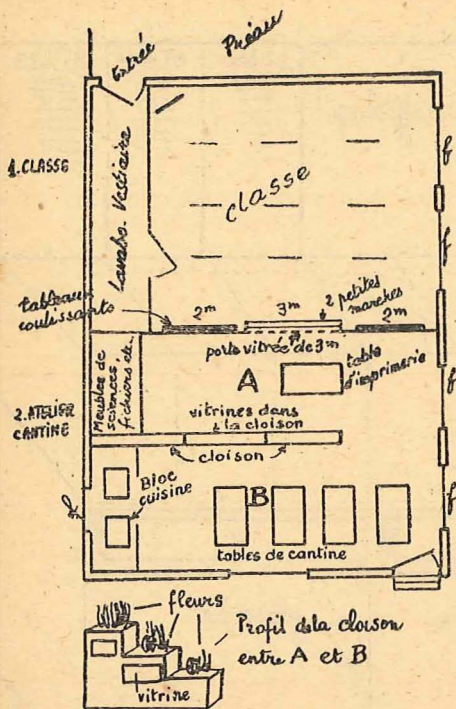 Entrée
Préau
1. CLASSE
Lavabo. Vestiaire
classe
f
f
tableaux
coulissants
2m
3m
2 petites
marches
2m
porte vitrée de 3m
table
d'imprimerie
A
Meubles de
sciences
fichiers de..
f
vitrines dans
la cloison
2. ATELIER
CANTINE
cloison
Bloc
cuisine
f
B
f
tables de cantine
fleurs
Profil de la cloison
entre A et B
vitrine